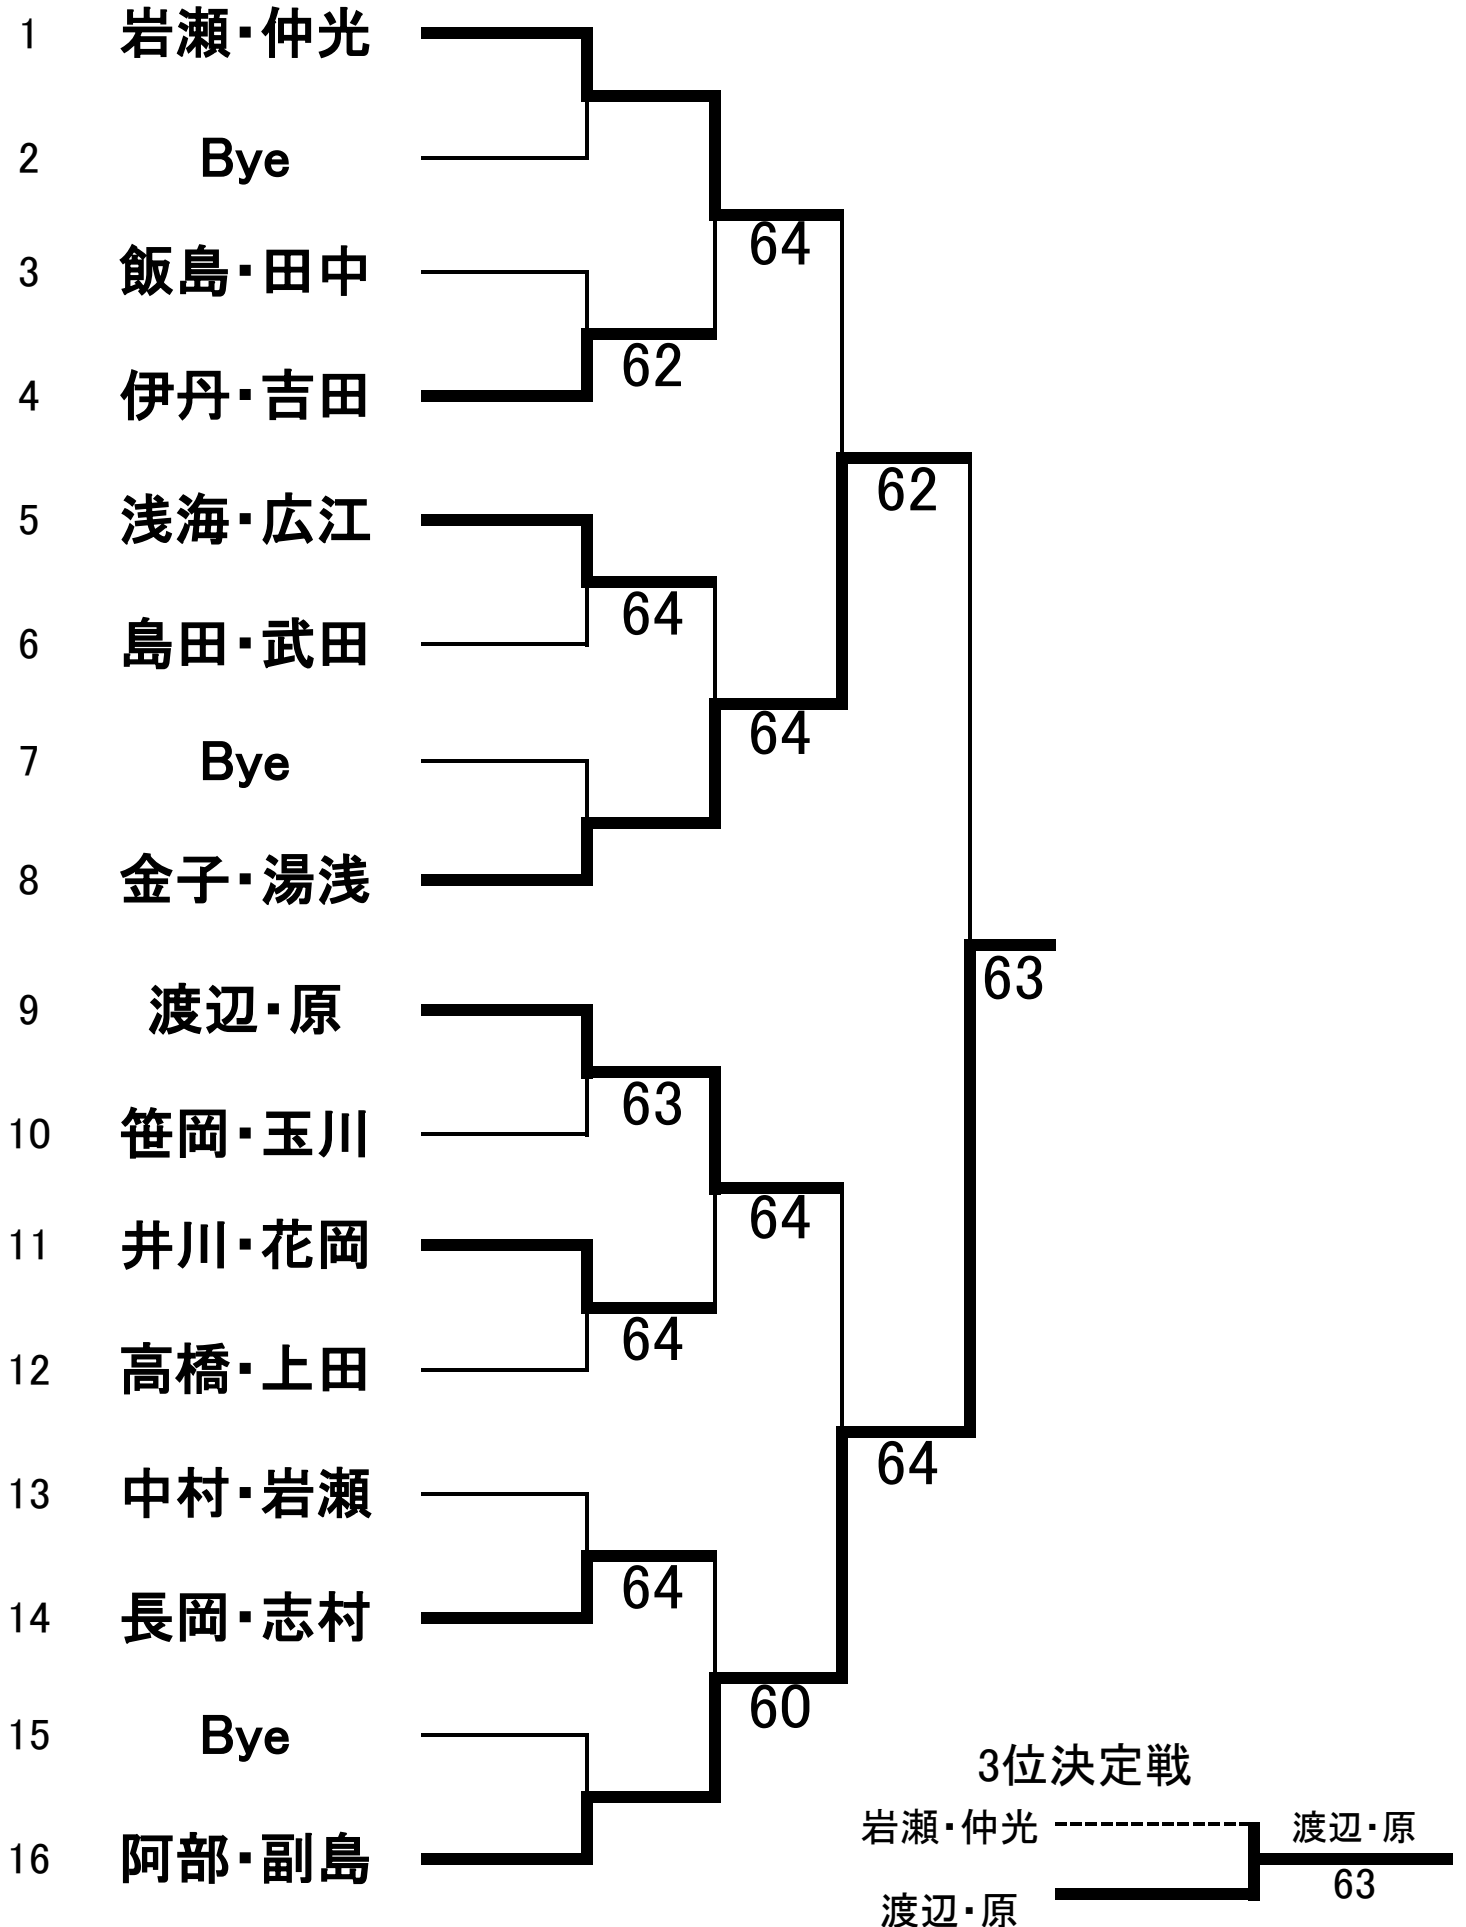 1 岩瀬・仲光
2 Bye
64
3 飯島・田中
62
4 伊丹・吉田
62
5 浅海・広江
64
6 島田・武田
64
7 Bye
8 金子・湯浅
63
9 渡辺・原
63
10 笹岡・玉川
64
11 井川・花岡
64
12 高橋・上田
64
13 中村・岩瀬
64
14 長岡・志村
60
15 Bye
3位決定戦
岩瀬・仲光 渡辺・原
16 阿部・副島
63
渡辺・原